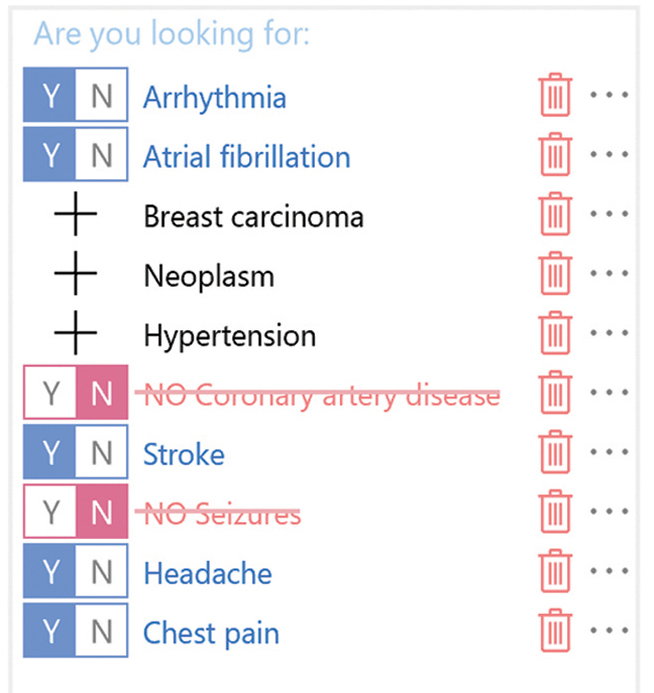 Are you looking for:
Y N Arrhythmia
Y N Atrial fibrillation
Breast carcinoma
Neoplasm
Hypertension
Y N NO Coronary artery disease
Y N Stroke
Y N NO Seizures
Y N Headache
Y N Chest pain